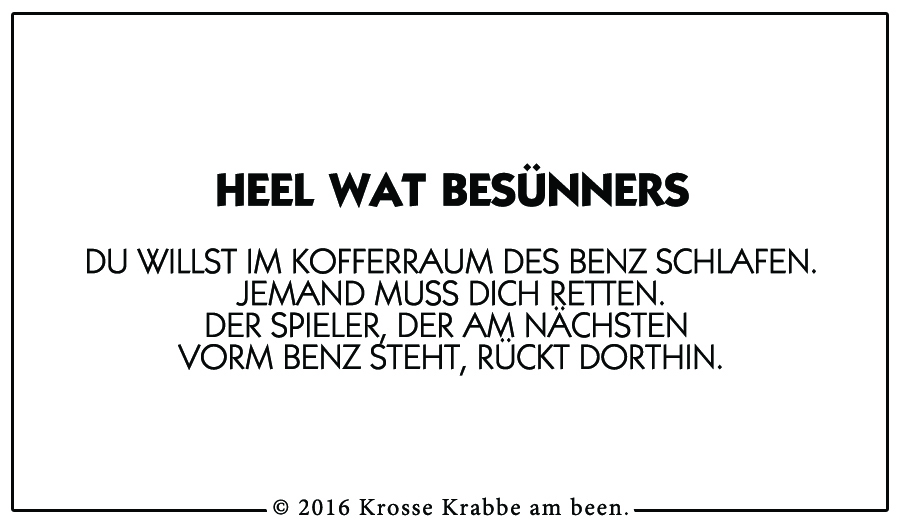 HEEL WAT BESÜNNERS
DU WILLST IM KOFFERRAUM DES BENZ SCHLAFEN.
JEMAND MUSS DICH RETTEN.
DER SPIELER, DER AM NÄCHSTEN
VORM BENZ STEHT, RÜCKT DORTHIN.
© 2016 Krosse Krabbe am been.